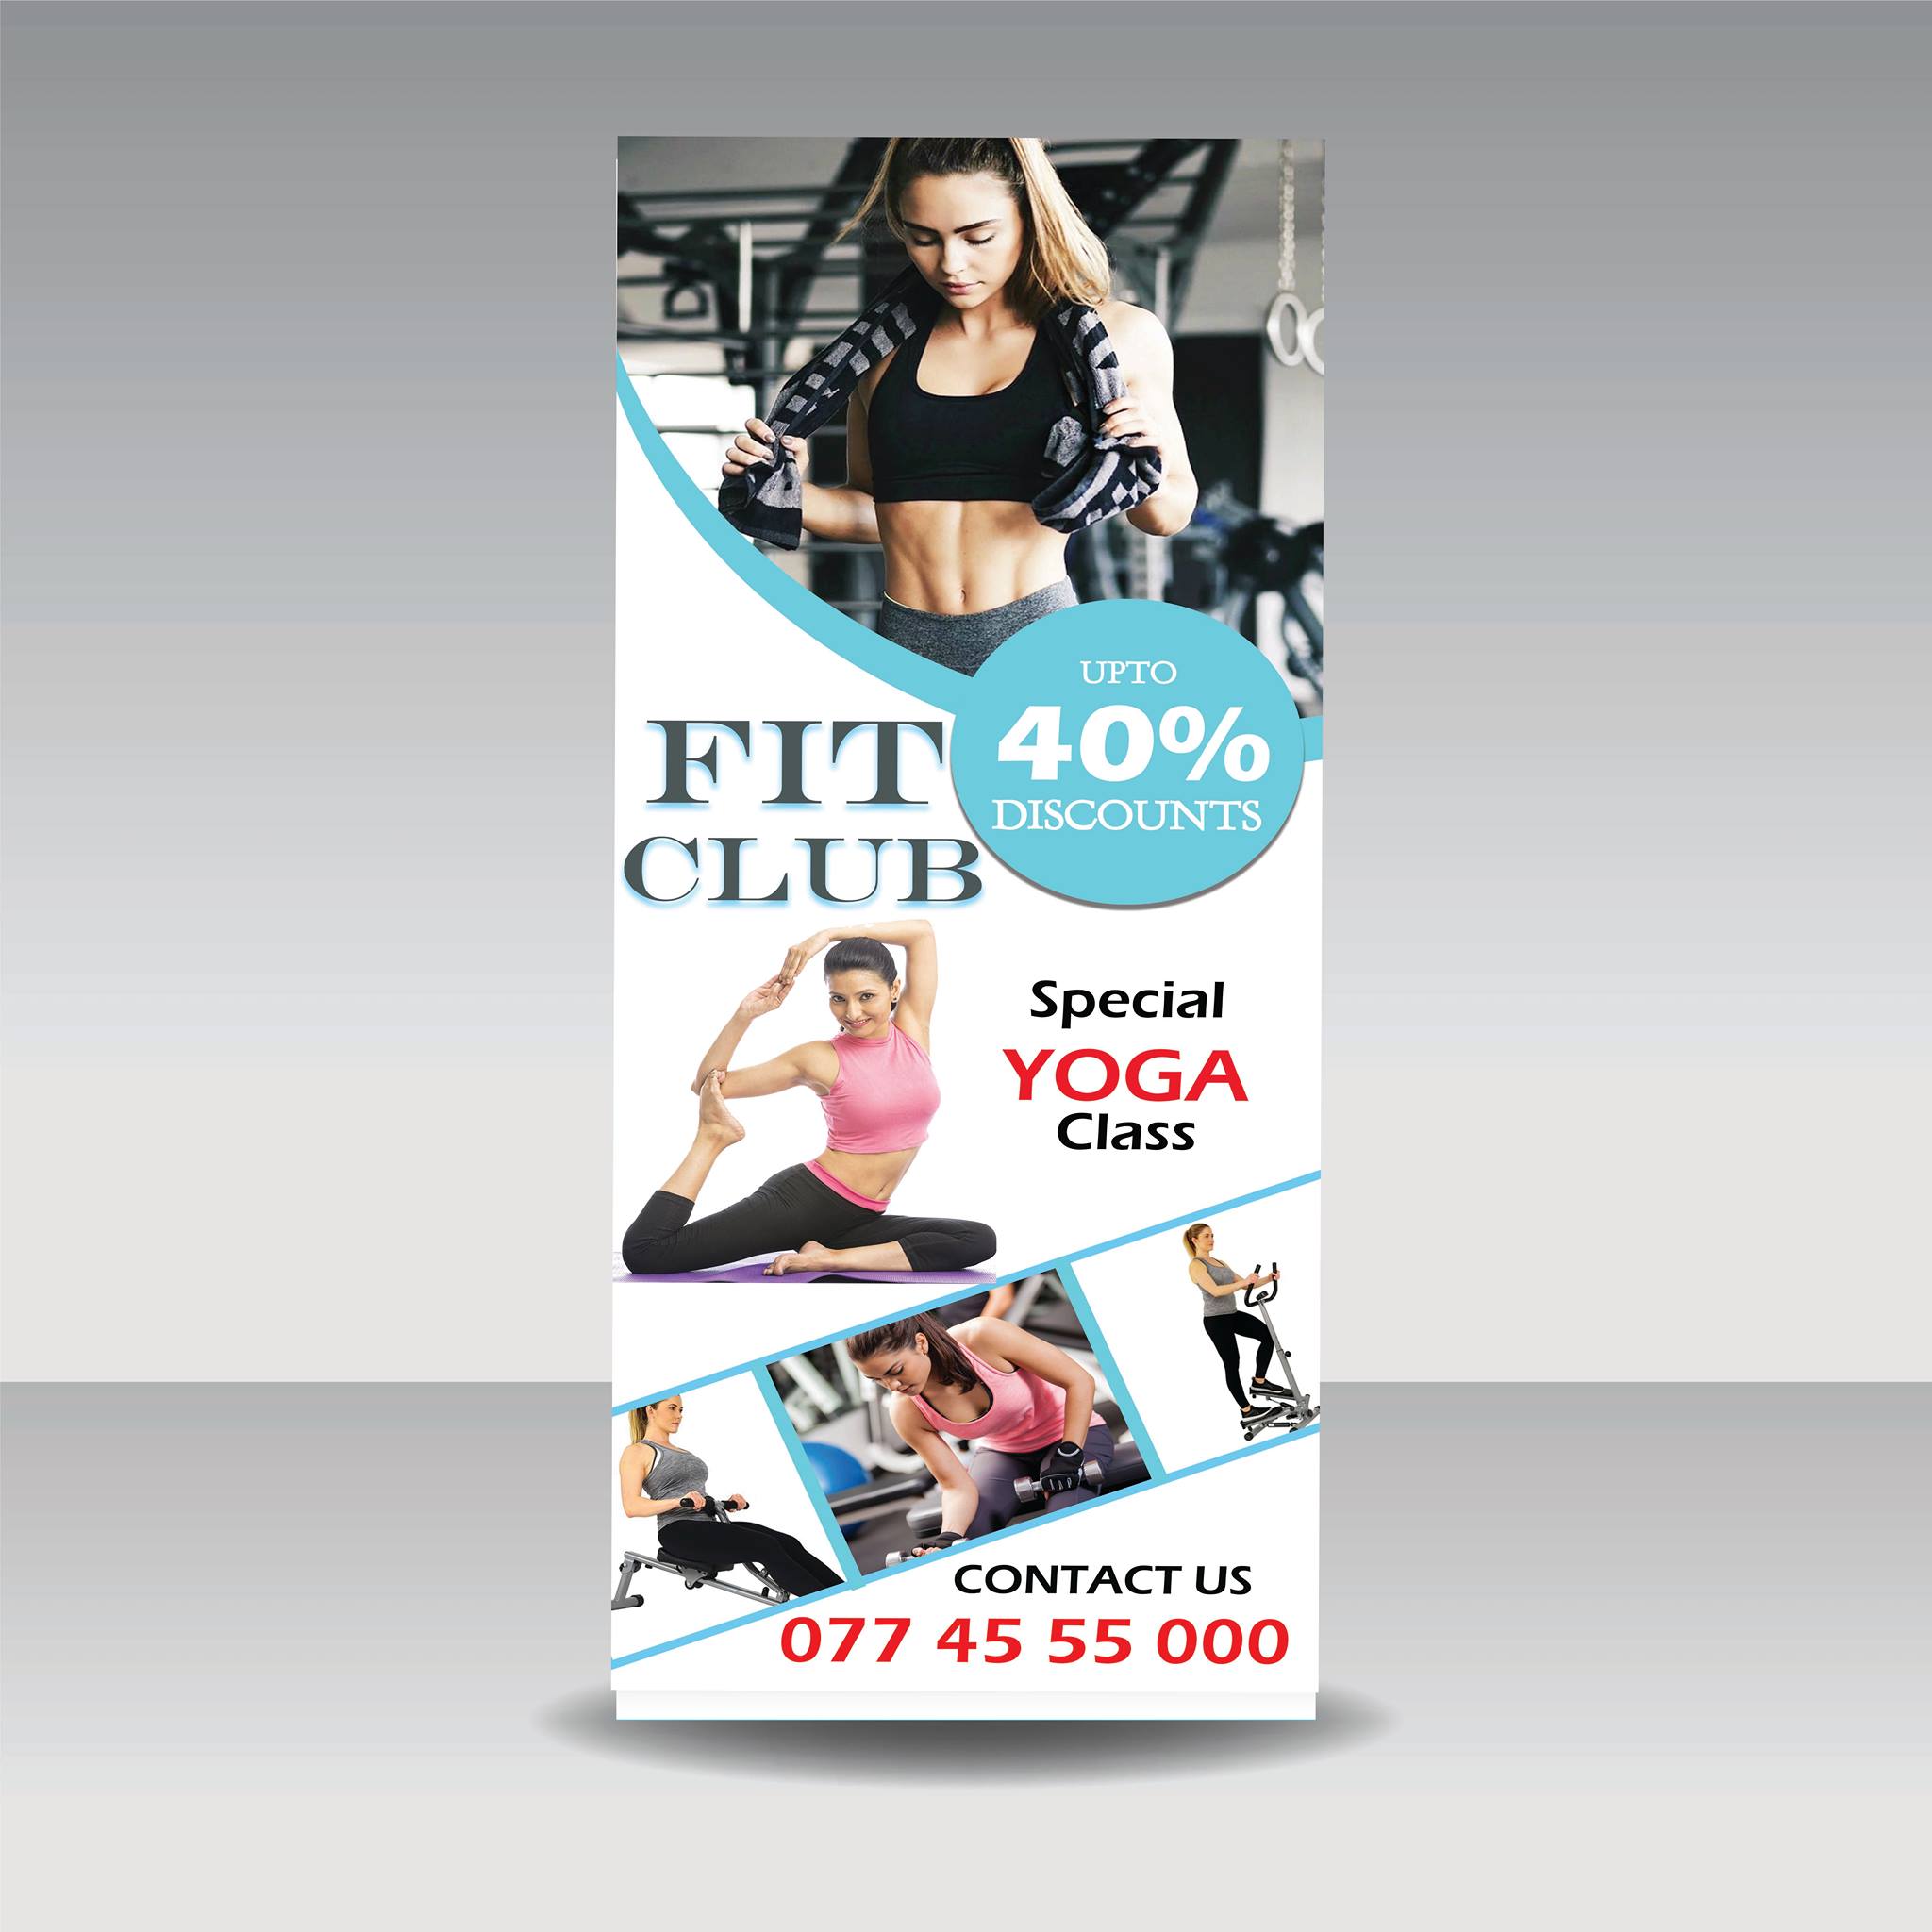 UPTO
40%
DISCOUNTS
FIT
CLUB
Special
YOGA
Class
CONTACT US
077 45 55 000